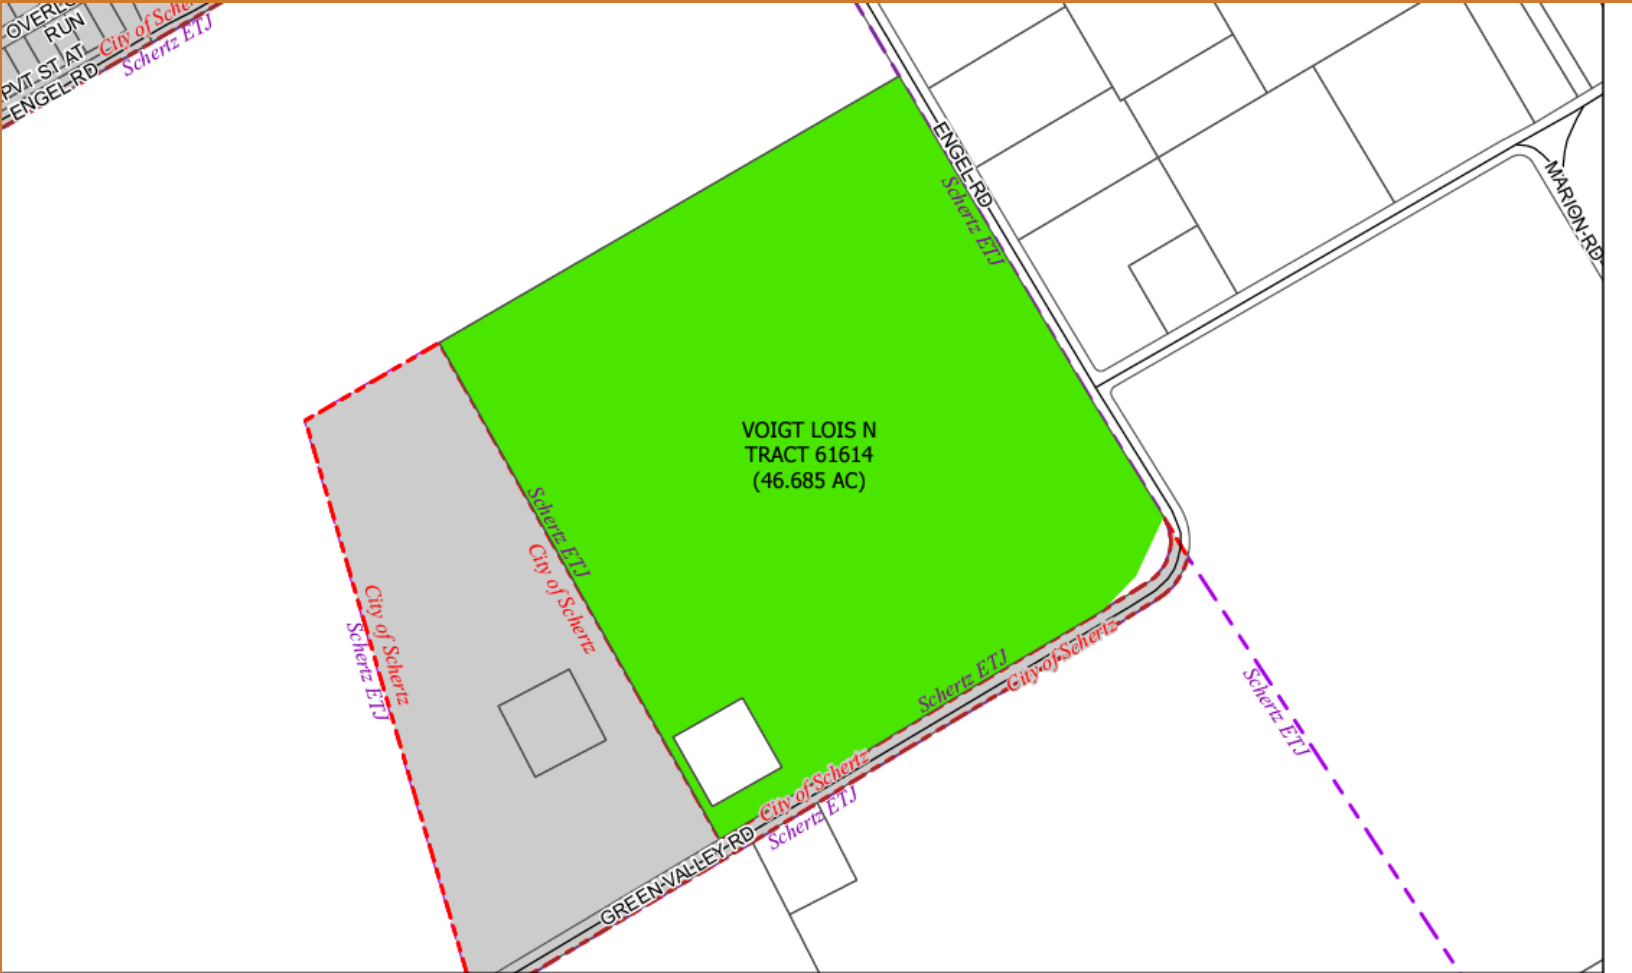 RUN
PVT ST AT
ENGEL-RD
City of Scher
Schertz ETJ
ENGEL-RD
Schertz ETJ
MARION-RD
VOIGT LOIS N
TRACT 61614
(46.685 AC)
Schertz ETJ
City of Schertz
City of Schertz
Schertz ETJ
Schertz ETJ
City of Schertz
Schertz ETJ
City of Schertz
Schertz ETJ
GREEN-VALLEY-RD